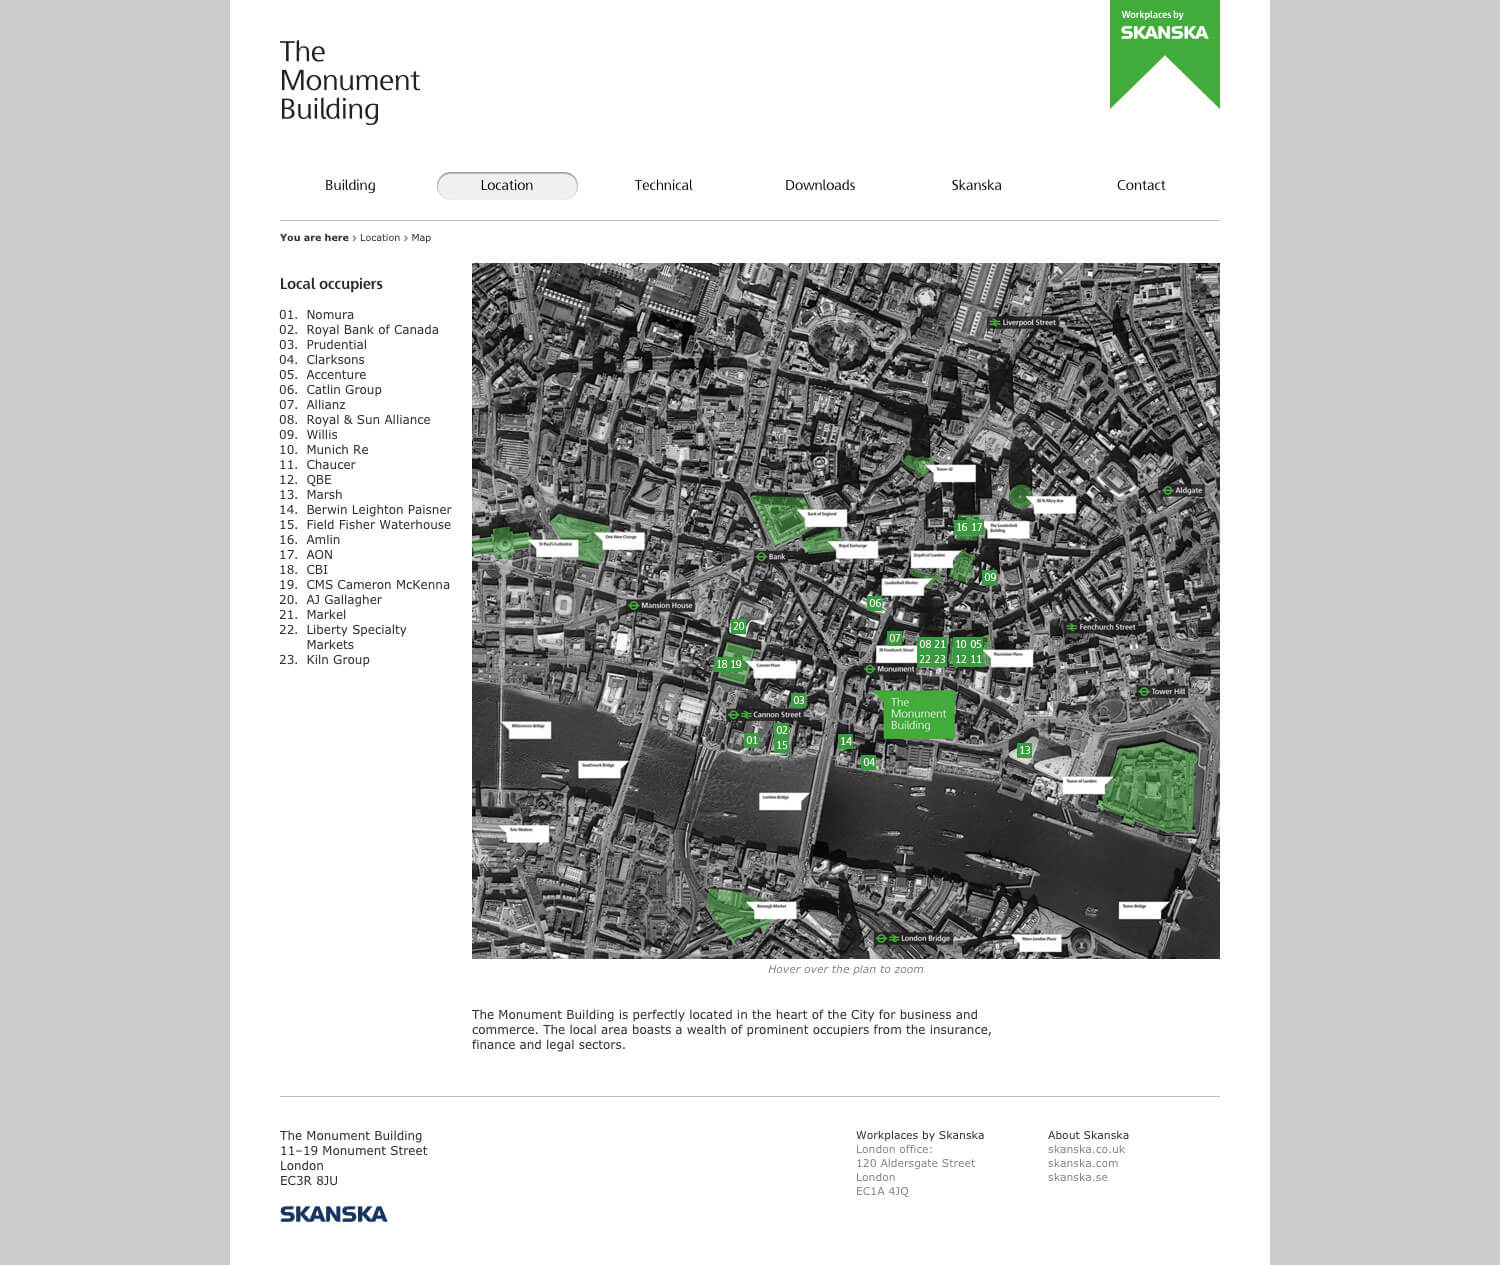 The
Monument
Building
Workplaces by
SKANSKA
Building
Location
Technical
Downloads
Skanska
Contact
You are here › Location › Map
Local occupiers
01. Nomura
02. Royal Bank of Canada
03. Prudential
04. Clarksons
05. Accenture
06. Catlin Group
07. Allianz
08. Royal & Sun Alliance
09. Willis
10. Munich Re
11. Chaucer
12. QBE
13. Marsh
14. Berwin Leighton Paisner
15. Field Fisher Waterhouse
16. Amlin
17. AON
18. CBI
19. CMS Cameron McKenna
20. AJ Gallagher
21. Markel
22. Liberty Specialty
Markets
23. Kiln Group
Liverpool Street
Tower 42
Aldgate
30 St Mary Axe
Bank of England
16 17
The Leadenhall
Building
One New Change
St Paul's Cathedral
Royal Exchange
Bank
Lloyd's of London
09
Leadenhall Market
06
Mansion House
20
Fenchurch Street
07
08 21
22 23
10 05
12 11
20 Fenchurch Street
Plantation Place
18 19
Cannon Place
Monument
Tower Hill
03
The
Monument
Building
Cannon Street
Millennium Bridge
02
15
01
14
13
04
Southwark Bridge
Tower of London
London Bridge
Tate Modern
Borough Market
Tower Bridge
London Bridge
More London Place
Hover over the plan to zoom
The Monument Building is perfectly located in the heart of the City for business and
commerce. The local area boasts a wealth of prominent occupiers from the insurance,
finance and legal sectors.
The Monument Building
11–19 Monument Street
London
EC3R 8JU
SKANSKA
Workplaces by Skanska
London office:
120 Aldersgate Street
London
EC1A 4JQ
About Skanska
skanska.co.uk
skanska.com
skanska.se